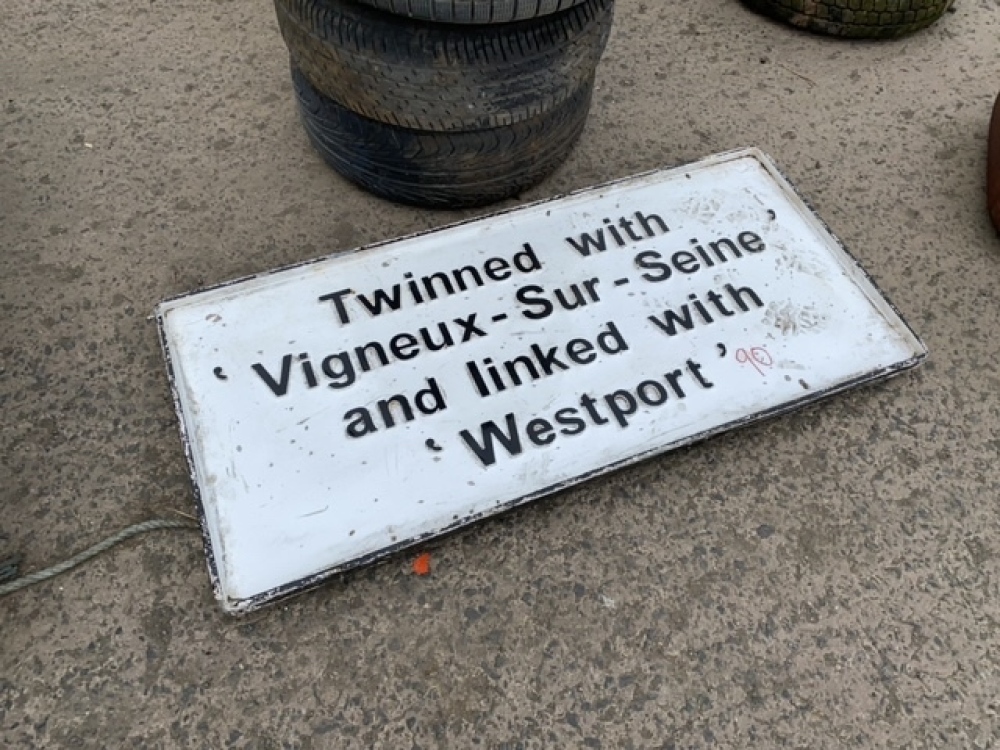 Twinned with
‘ Vigneux - Sur - Seine ’
and linked with
‘ Westport ’ 90